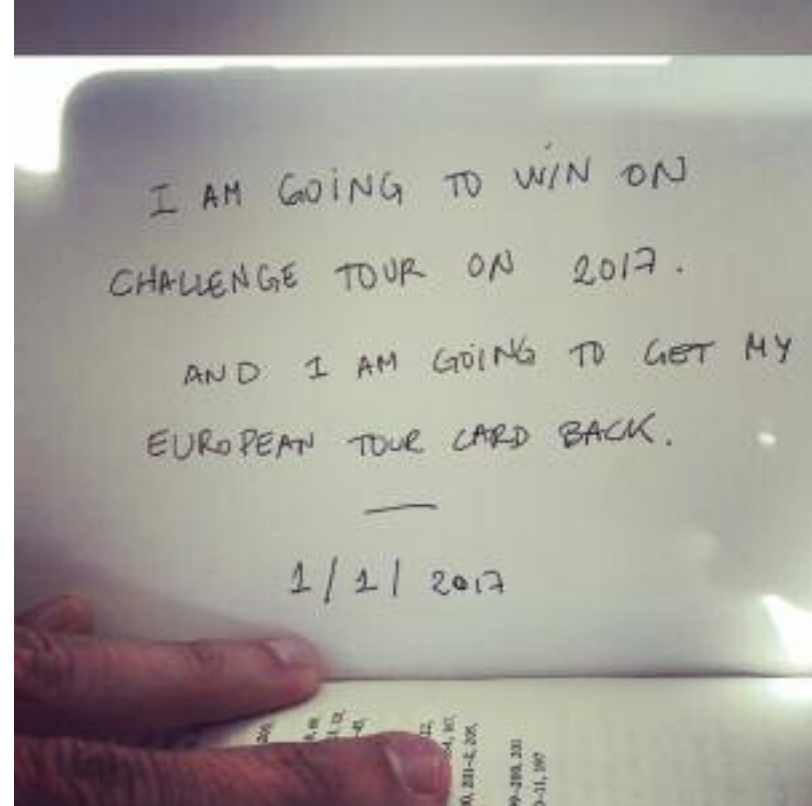 I AM GOING TO WIN ON
CHALLENGE TOUR ON 2017.
AND I AM GOING TO GET MY
EUROPEAN TOUR CARD BACK.
1/1/2017